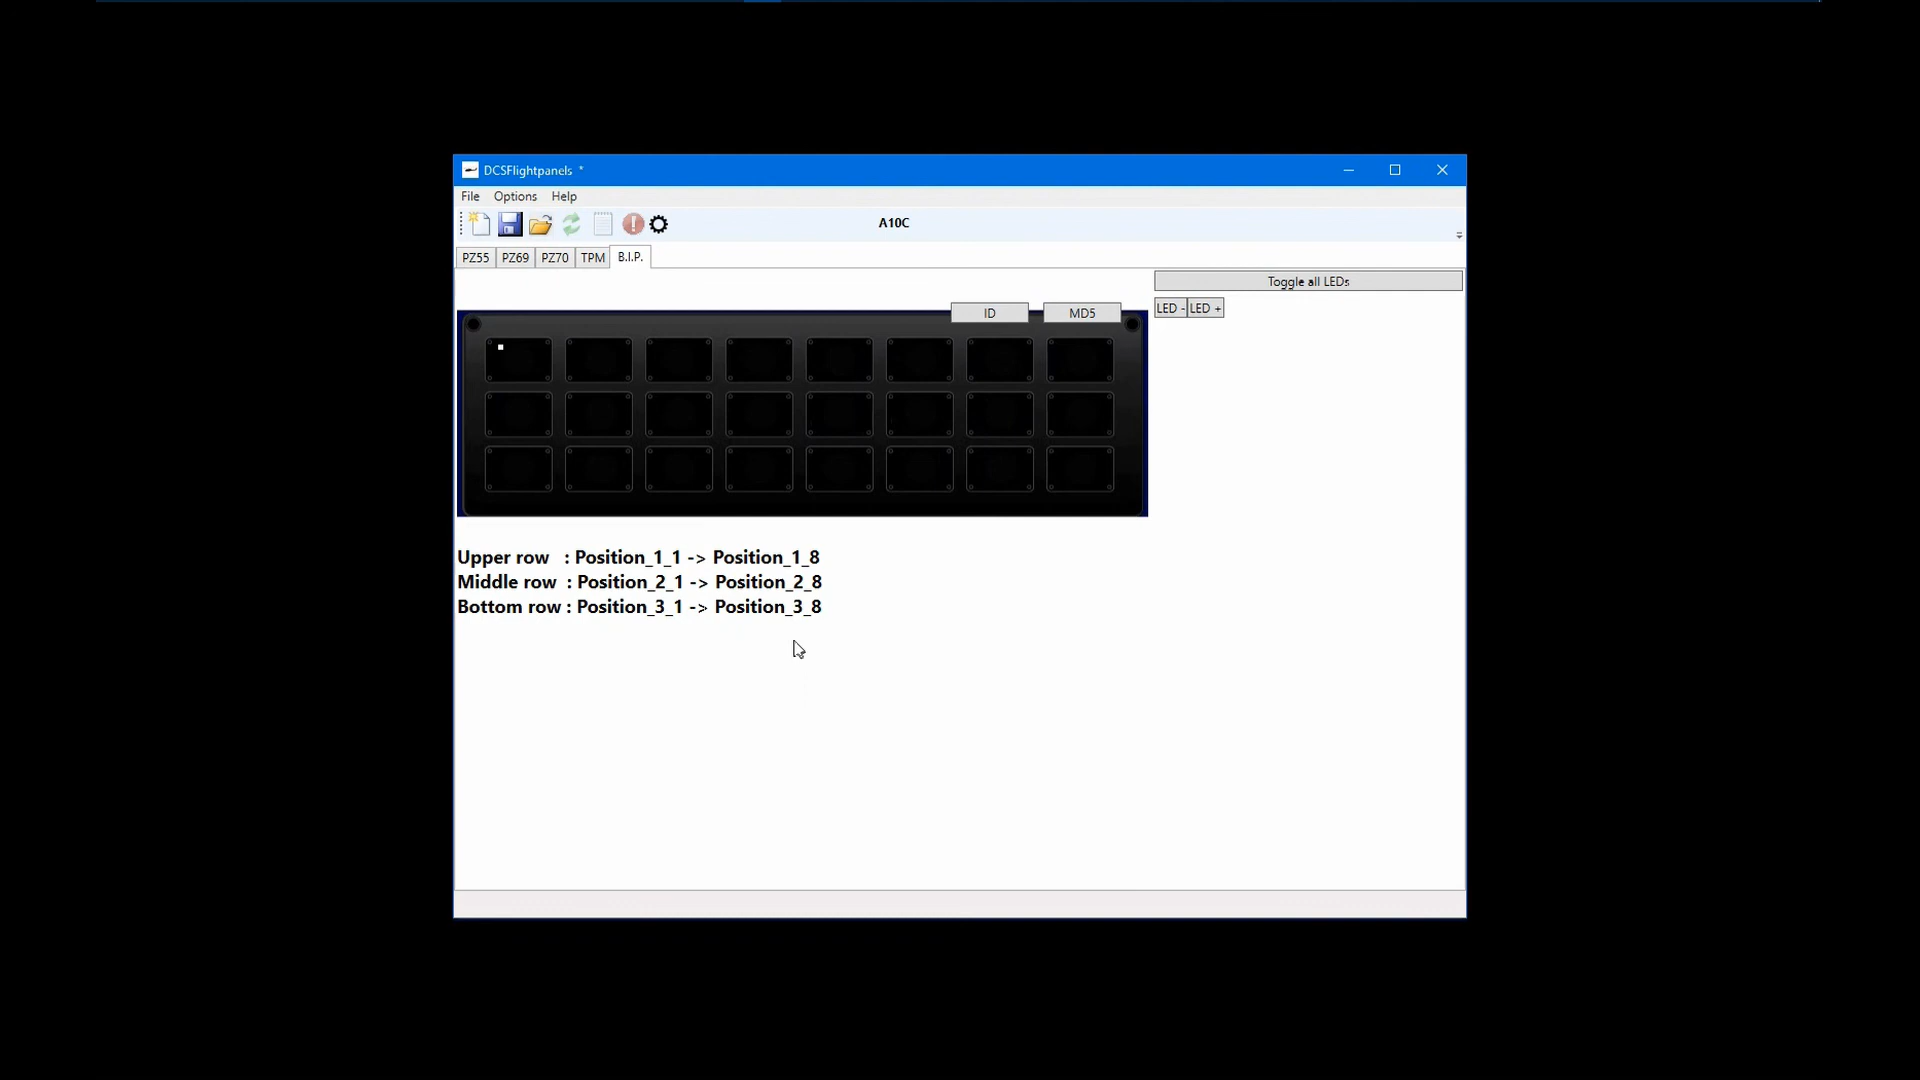 DCSFlightpanels *
File Options Help
A10C
PZ55 PZ69 PZ70 TPM B.I.P.
Toggle all LEDs
ID MD5
LED - LED +
Upper row : Position_1_1 -> Position_1_8
Middle row : Position_2_1 -> Position_2_8
Bottom row : Position_3_1 -> Position_3_8